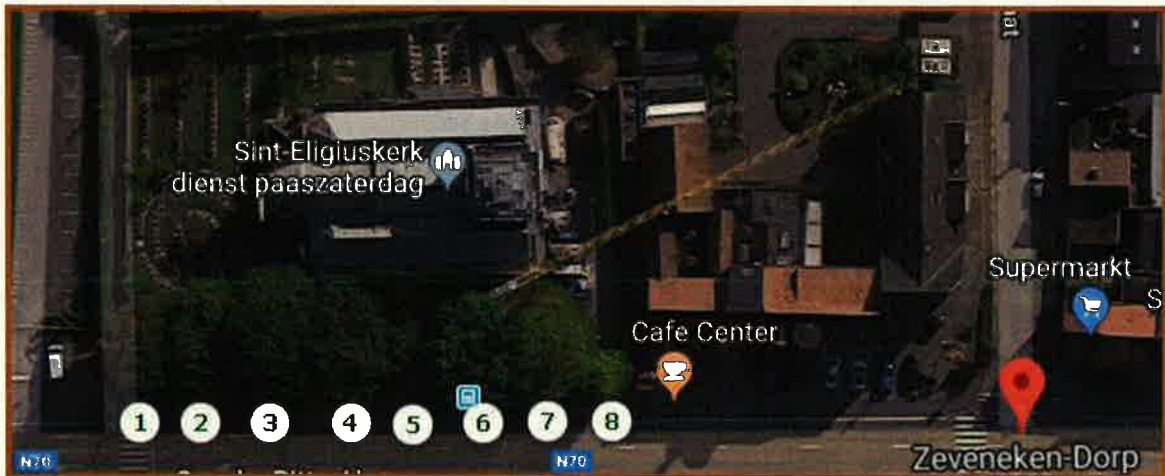 Sint-Eligiuskerk
dienst paaszaterdag
Supermarkt
S
Cafe Center
1 2 3 4 5 6 7 8
N70
N70
Zeveneken-Dorp